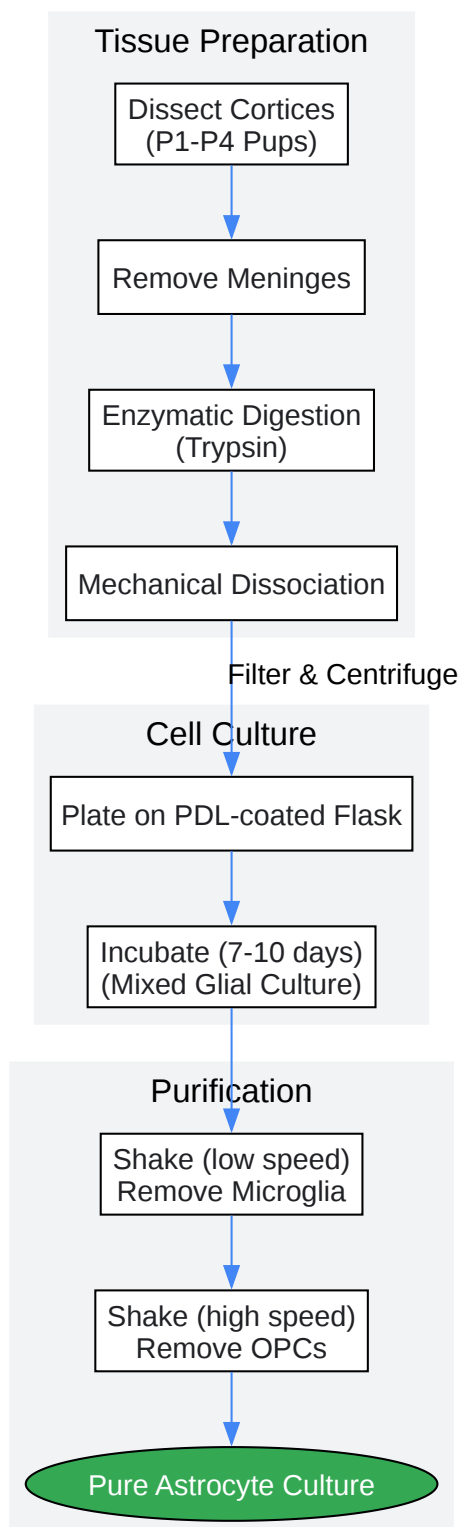 Tissue Preparation
Dissect Cortices
(P1-P4 Pups)
Remove Meninges
Enzymatic Digestion
(Trypsin)
Mechanical Dissociation
Filter & Centrifuge
Cell Culture
Plate on PDL-coated Flask
Incubate (7-10 days)
(Mixed Glial Culture)
Purification
Shake (low speed)
Remove Microglia
Shake (high speed)
Remove OPCs
Pure Astrocyte Culture